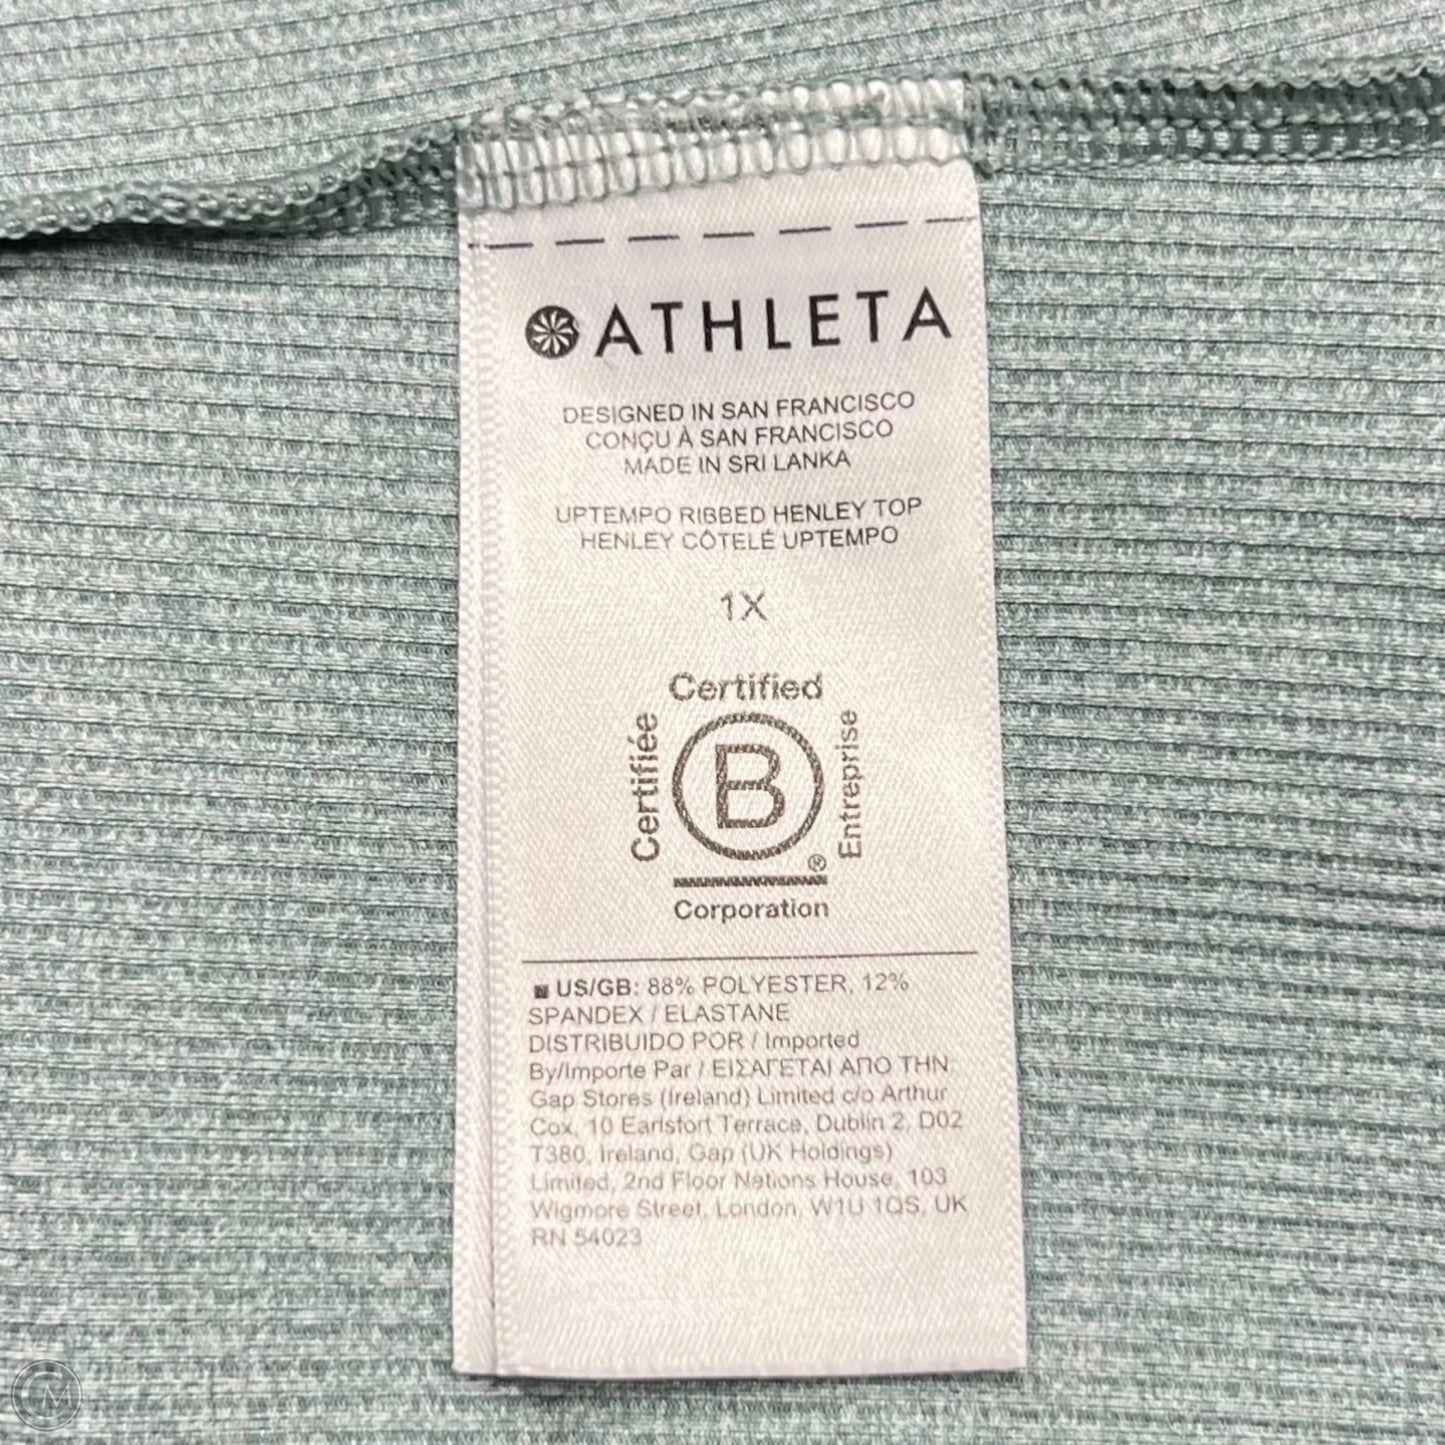 ATHLETA
DESIGNED IN SAN FRANCISCO
CONÇU À SAN FRANCISCO
MADE IN SRI LANKA
UPTEMPO RIBBED HENLEY TOP
HENLEY CÔTELÉ UPTEMPO
1X
Certified
Certifiée
B
Entreprise
®
Corporation
US/GB: 88% POLYESTER, 12%
SPANDEX / ELASTANE
DISTRIBUIDO POR / Imported
By/Importe Par / ΕΙΣΑΓΕΤΑΙ ΑΠΟ ΤΗΝ:
Gap Stores (Ireland) Limited c/o Arthur
Cox, 10 Earlsfort Terrace, Dublin 2, D02
T380, Ireland, Gap (UK Holdings)
Limited, 2nd Floor Nations House, 103
Wigmore Street, London, W1U 1QS, UK
RN 54023
CM